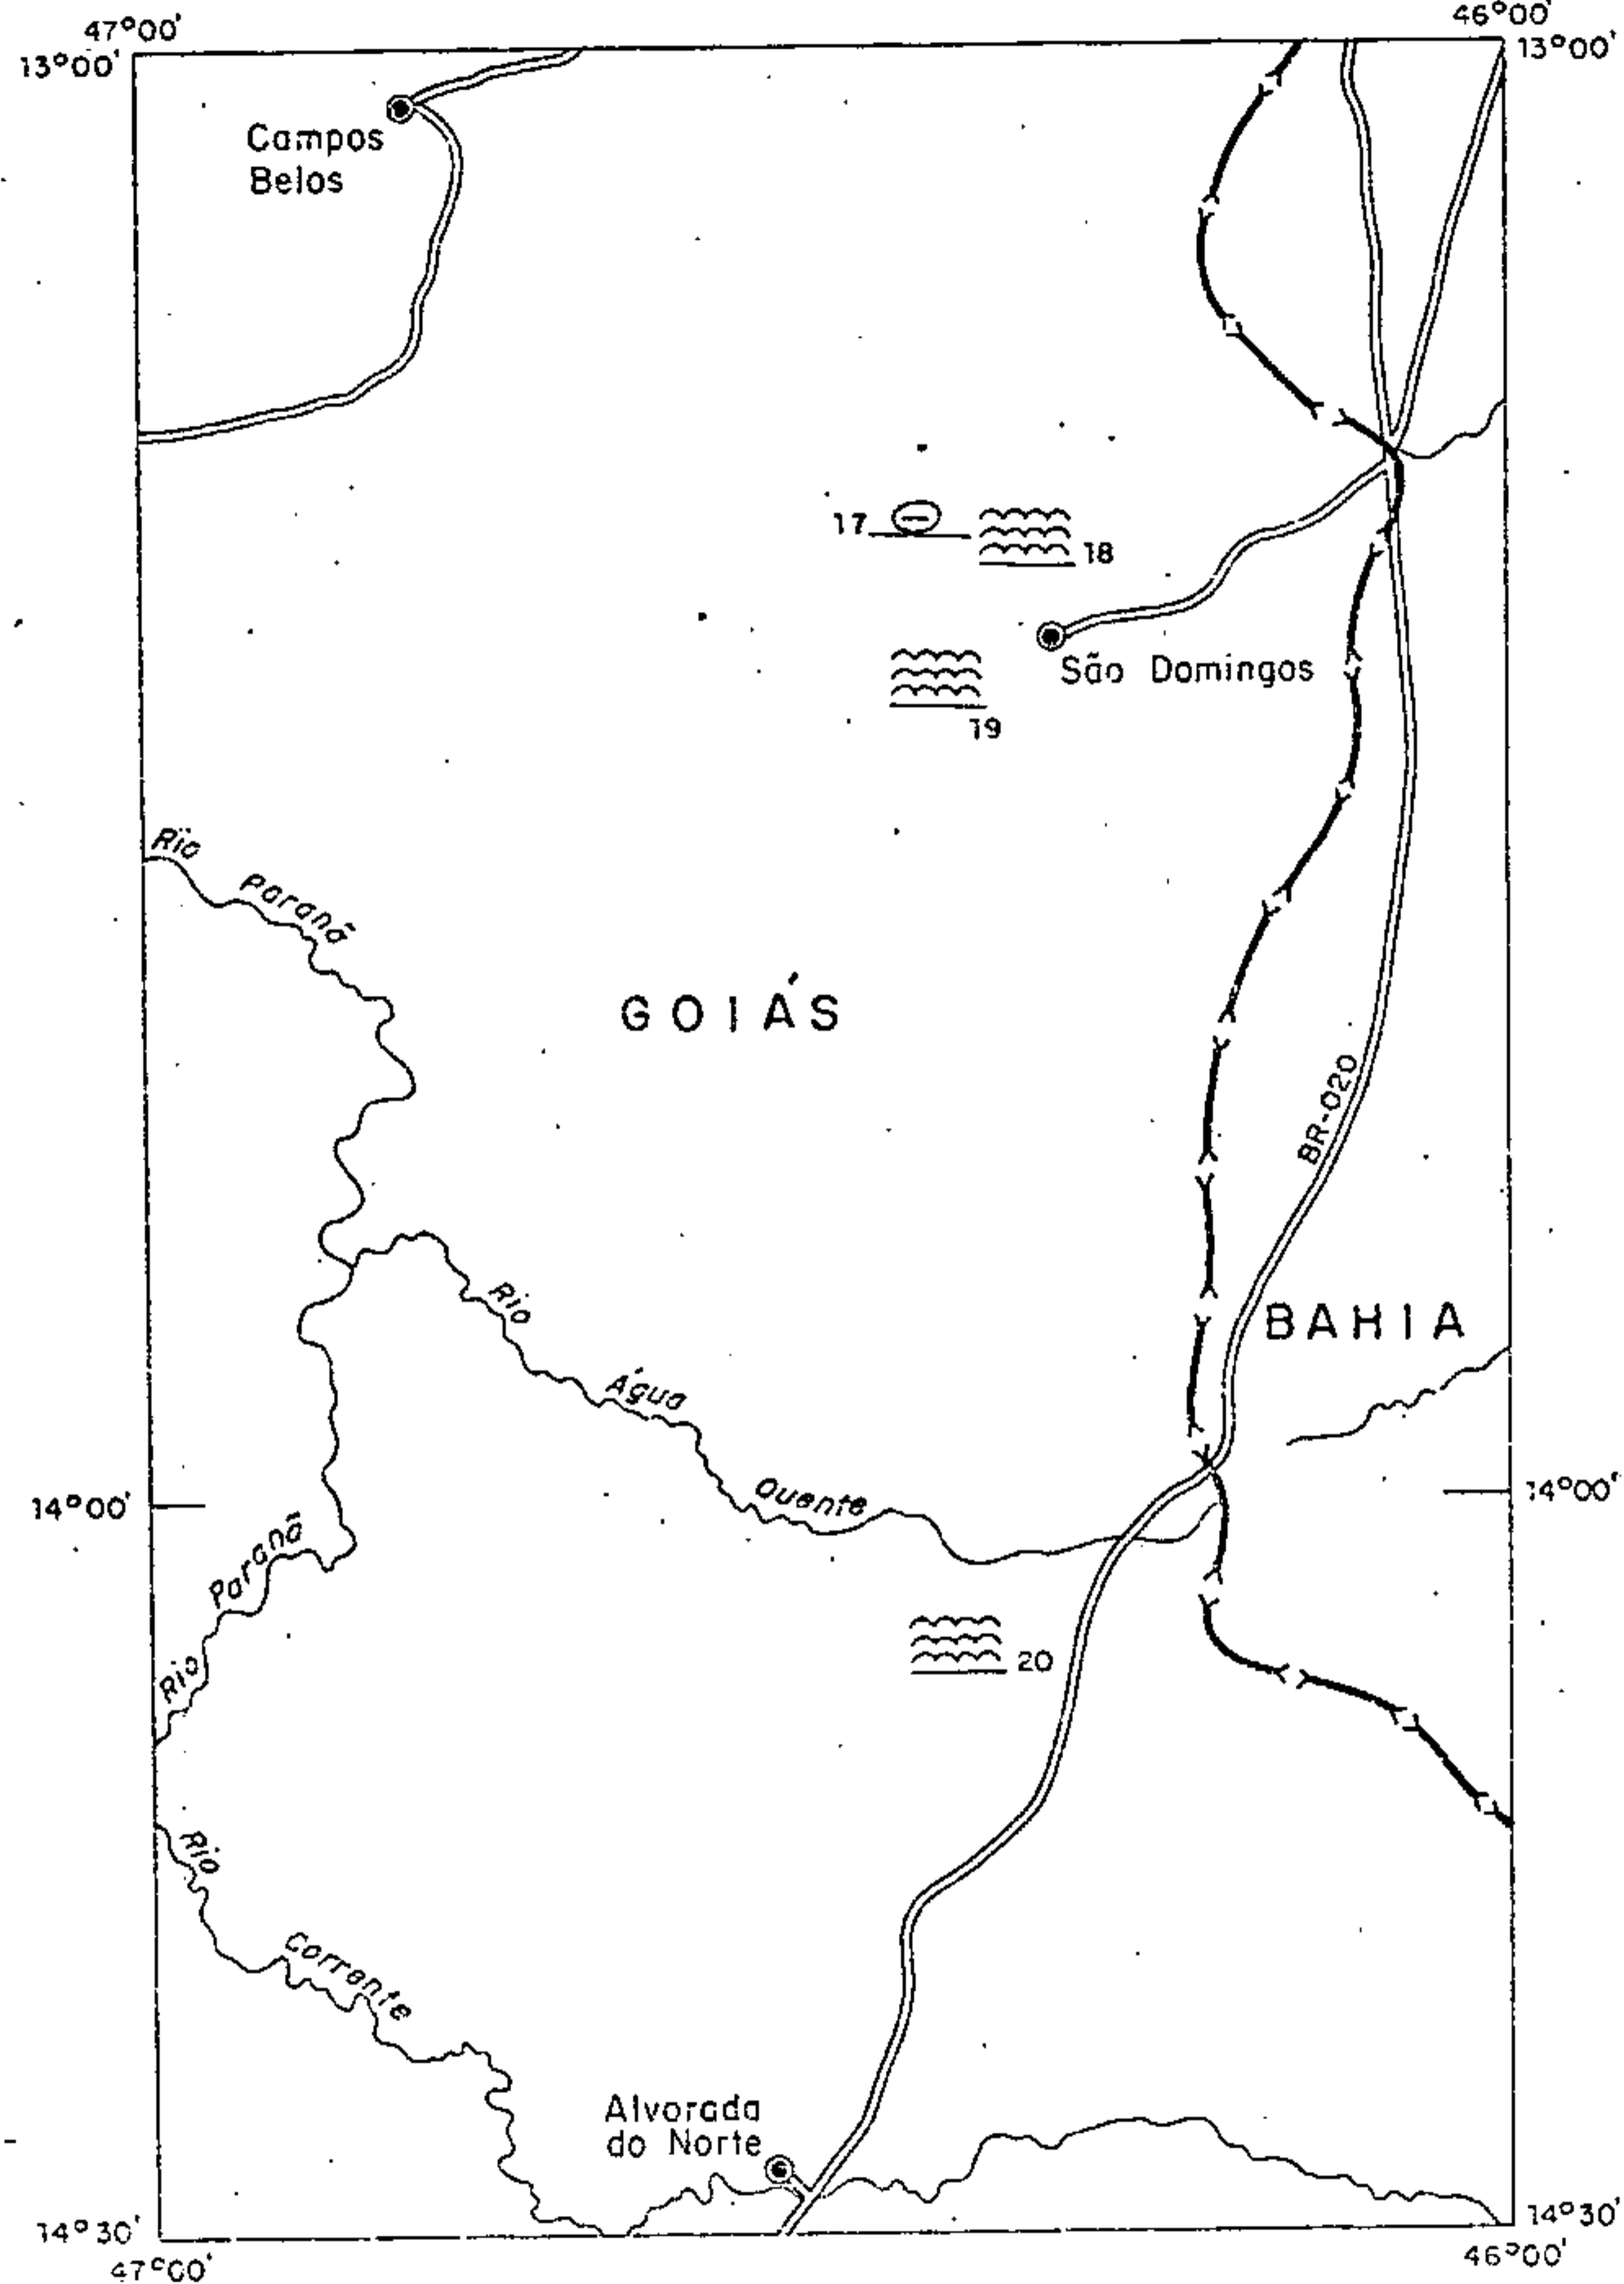 47°00'
46°00'
13°00'
13°00'
Campos
Belos
17
18
São Domingos
19
Rio
Paranã
GOIÁS
BR-020
BAHIA
Rio
Água
Quente
14°00'
14°00'
Paranã
Rio
20
Rio
Corrente
Alvorada
do Norte
14°30'
14°30'
47°00'
46°00'